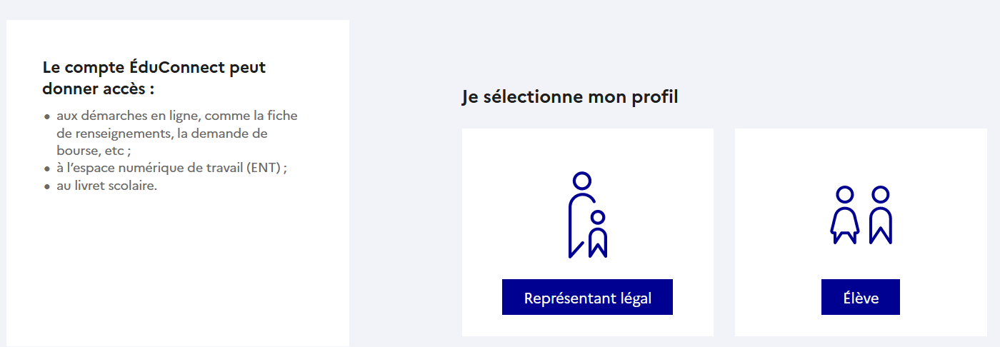 Le compte ÉduConnect peut
donner accès :
• aux démarches en ligne, comme la fiche
de renseignements, la demande de
bourse, etc ;
• à l’espace numérique de travail (ENT) ;
• au livret scolaire.
Je sélectionne mon profil
Représentant légal
Élève